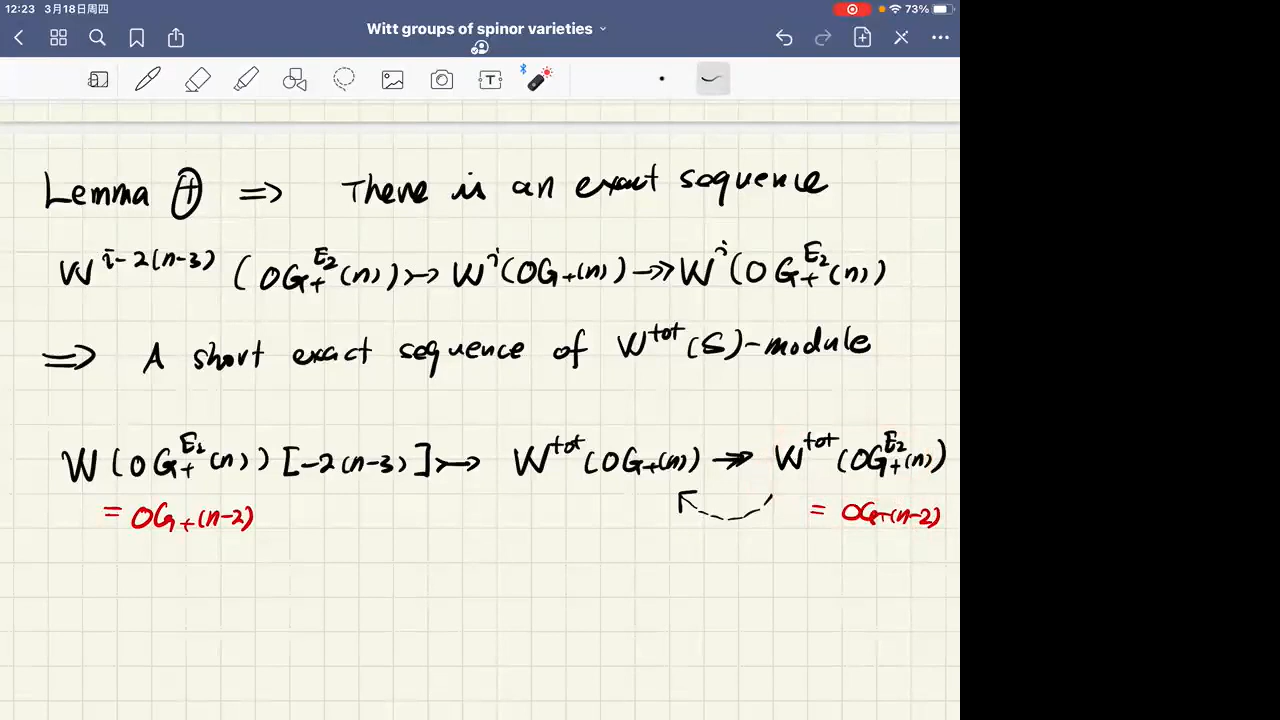 12:23 3月18日周四 73%
Witt groups of spinor varieties
T
Lemma ⊕ ⇒ There is an exact sequence
W^{i-2(n-3)} (OG_+^{E_2}(n)) ↣ W^i(OG_+(n)) ↠ W^i(OG_+^{E_2}(n))
⇒ A short exact sequence of W^{tot}(S)-module
W(OG_+^{E_2}(n))[-2(n-3)] ↣ W^{tot}(OG_+(n)) ↠ W^{tot}(OG_+^{E_2}(n))
= OG_+(n-2) = OG_+(n-2)